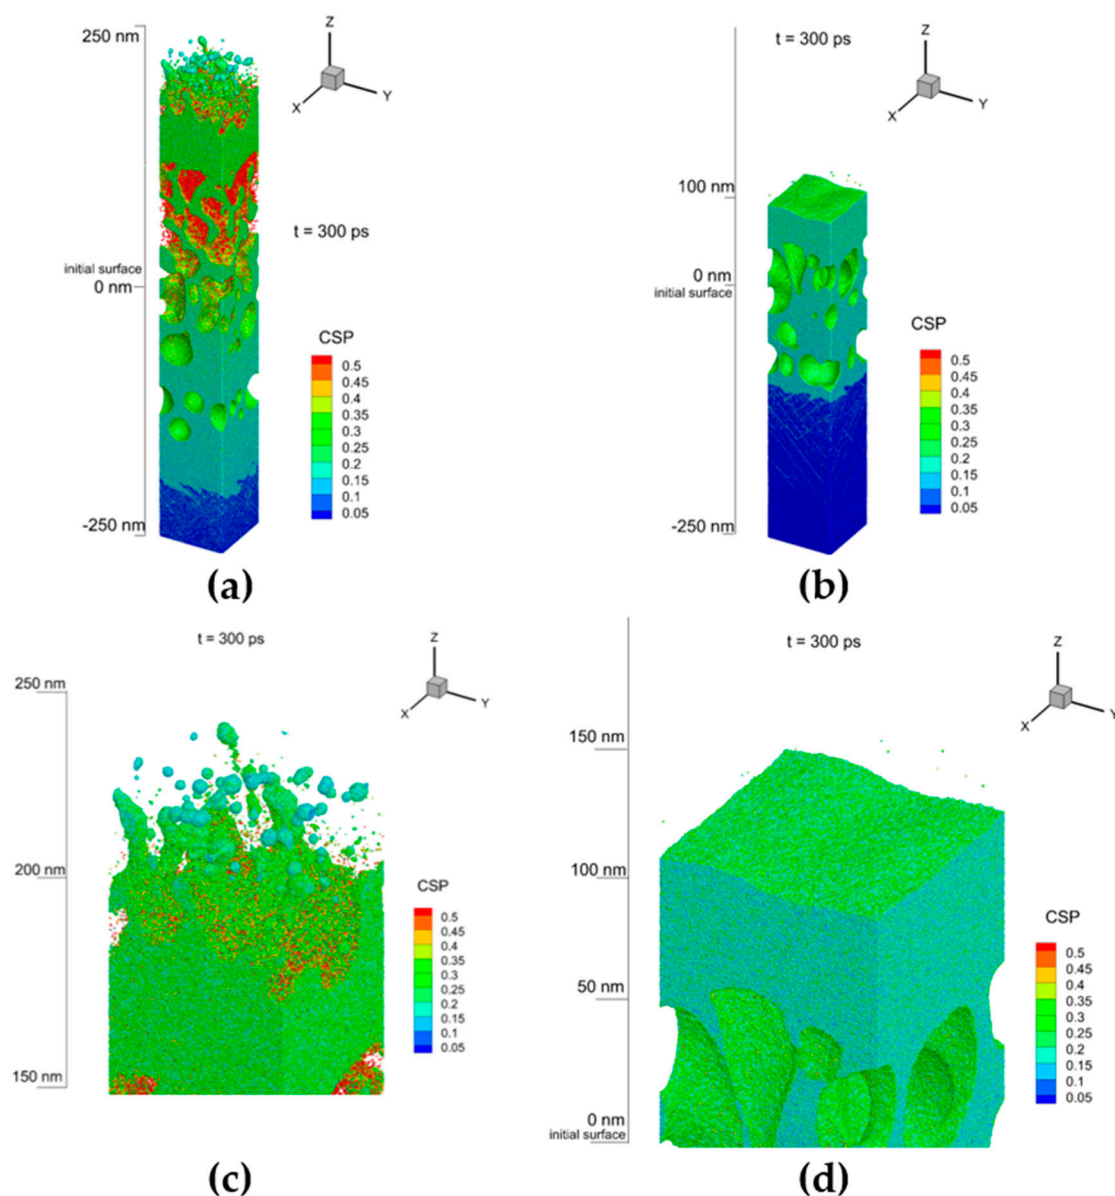 250 nm
Z
X
Y
t = 300 ps
initial surface
0 nm
CSP
0.5
0.45
0.4
0.35
0.3
0.25
0.2
0.15
0.1
0.05
-250 nm
(a)
t = 300 ps
Z
X
Y
100 nm
0 nm
initial surface
CSP
0.5
0.45
0.4
0.35
0.3
0.25
0.2
0.15
0.1
0.05
-250 nm
(b)
t = 300 ps
Z
X
Y
250 nm
200 nm
CSP
0.5
0.45
0.4
0.35
0.3
0.25
0.2
0.15
0.1
0.05
150 nm
(c)
t = 300 ps
Z
X
Y
150 nm
100 nm
50 nm
CSP
0.5
0.45
0.4
0.35
0.3
0.25
0.2
0.15
0.1
0.05
0 nm
initial surface
(d)